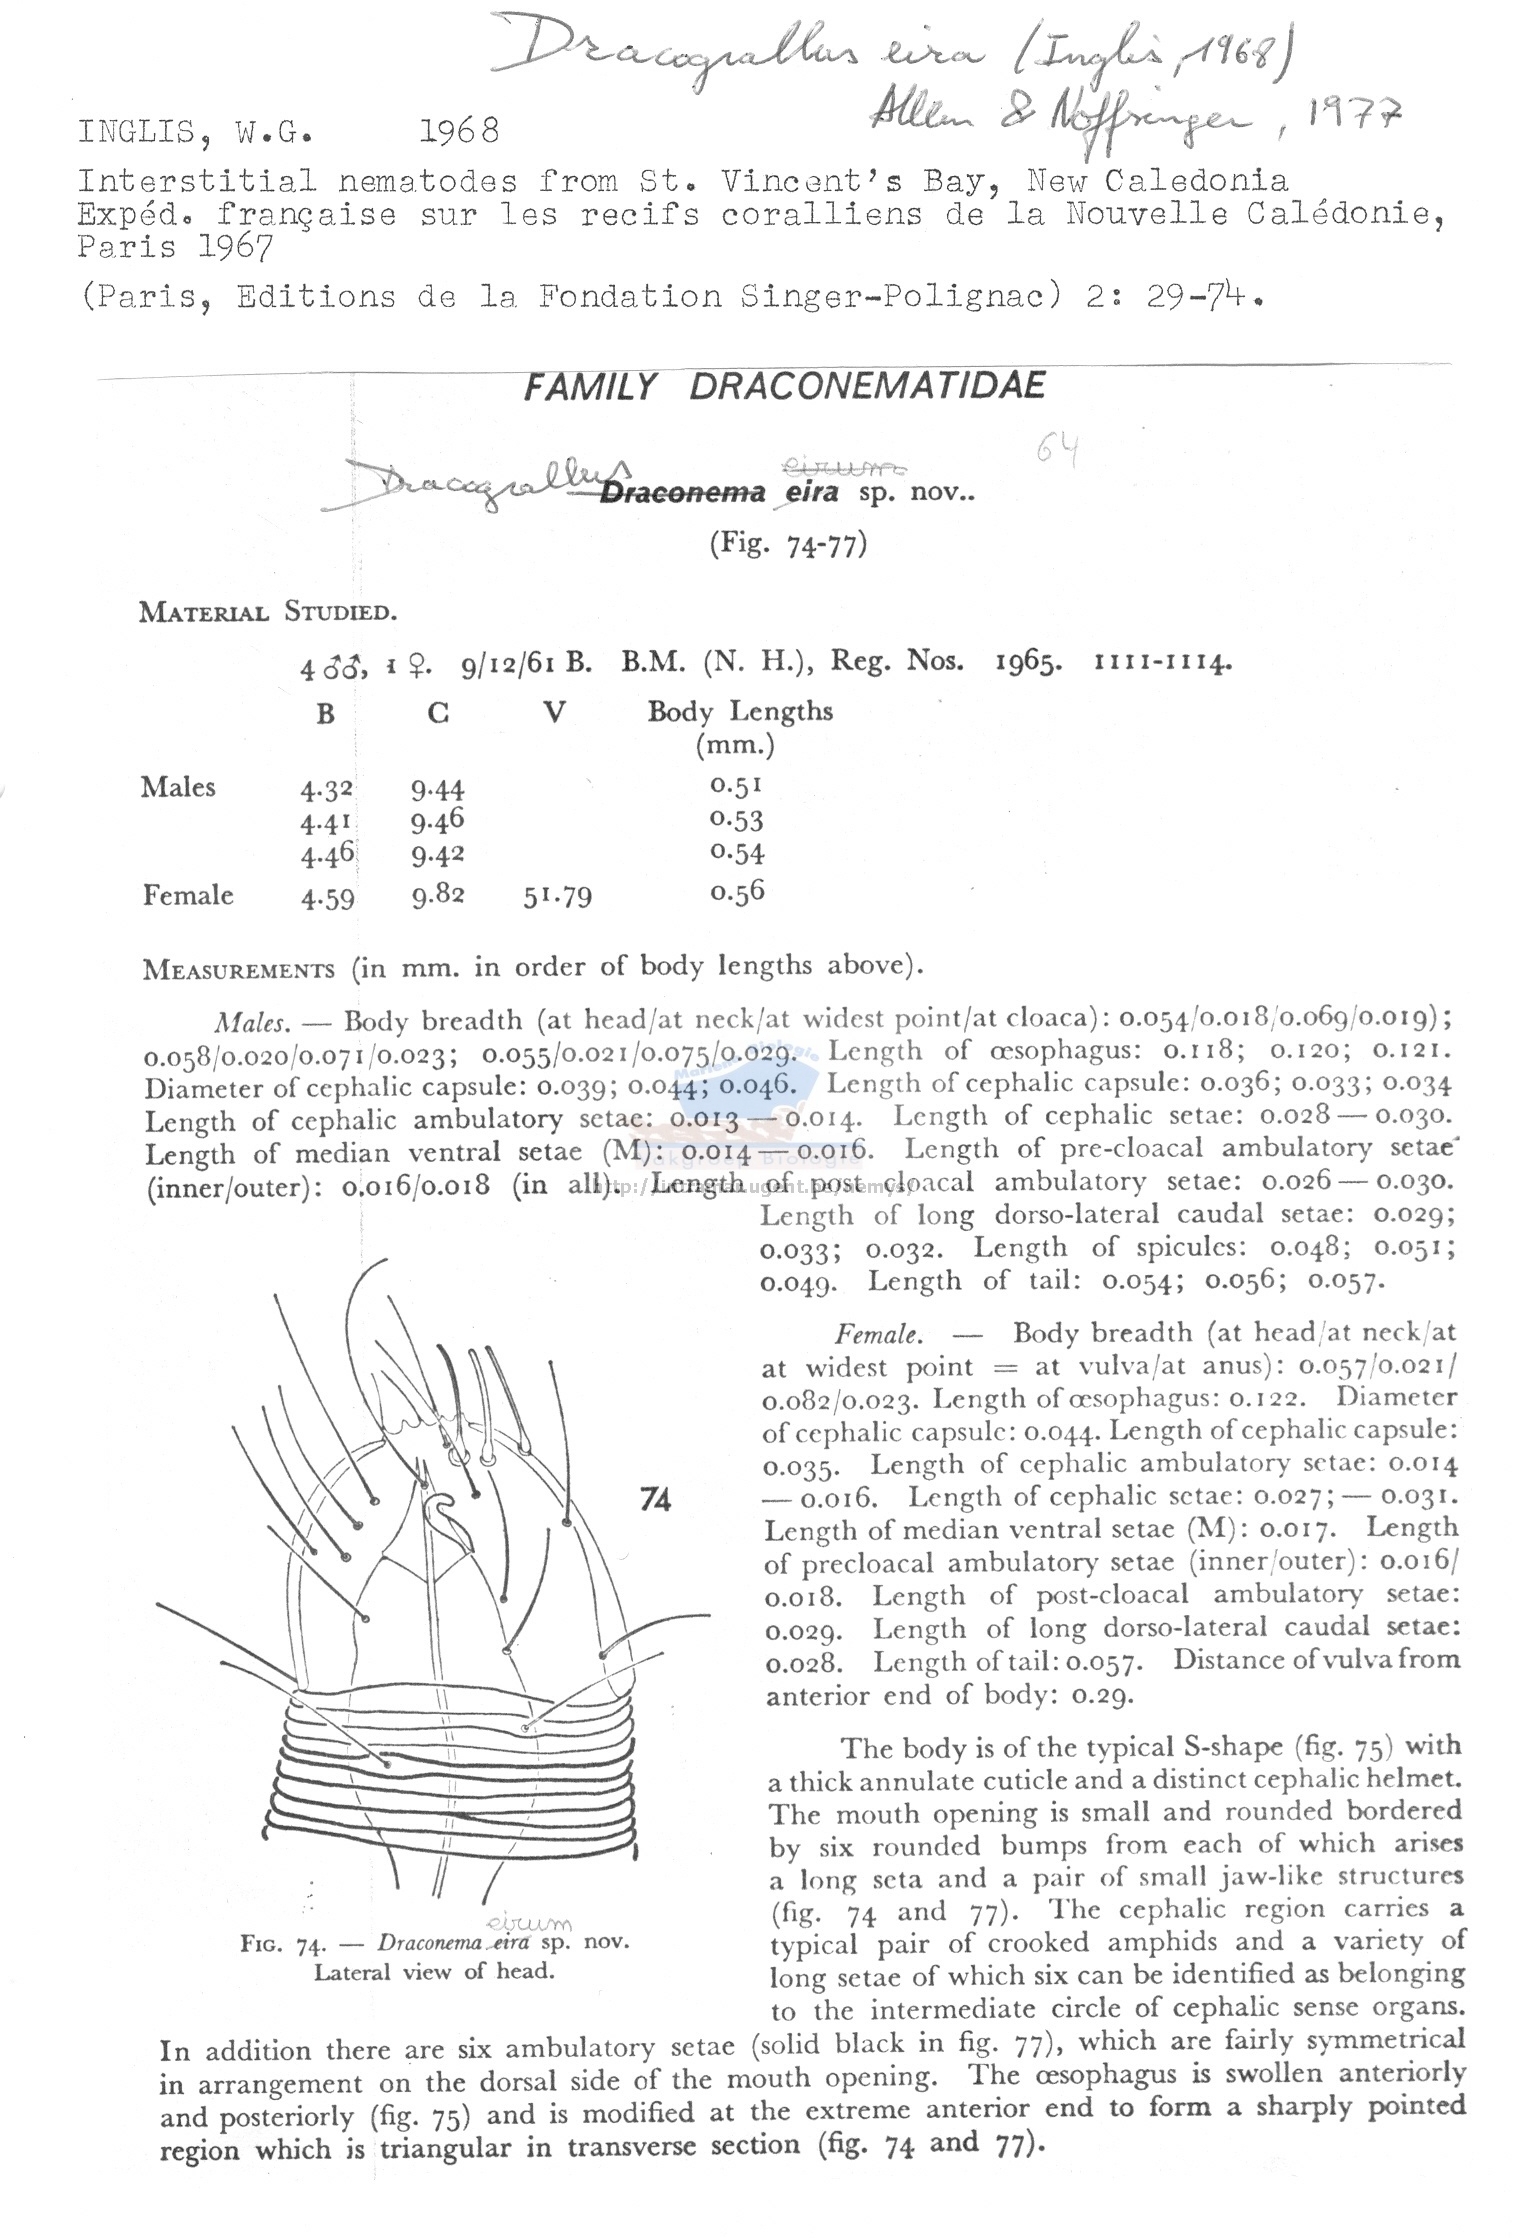 Dracograllus eira (Inglis, 1968)
Allen & Noffsinger, 1977
INGLIS, W.G. 1968
Interstitial nematodes from St. Vincent's Bay, New Caledonia
Expéd. française sur les recifs coralliens de la Nouvelle Calédonie,
Paris 1967
(Paris, Editions de la Fondation Singer-Polignac) 2: 29-74.
FAMILY DRACONEMATIDAE
64
eirum
Dracograllus Draconema eira sp. nov..
(Fig. 74-77)
MATERIAL STUDIED.
4 ♂♂, 1 ♀. 9/12/61 B. B.M. (N. H.), Reg. Nos. 1965. 1111-1114.
B C V Body Lengths
(mm.)
Males 4.32 9.44 0.51
4.41 9.46 0.53
4.46 9.42 0.54
Female 4.59 9.82 51.79 0.56
MEASUREMENTS (in mm. in order of body lengths above).
Males. — Body breadth (at head/at neck/at widest point/at cloaca): 0.054/0.018/0.069/0.019);
0.058/0.020/0.071/0.023; 0.055/0.021/0.075/0.029. Length of œsophagus: 0.118; 0.120; 0.121.
Diameter of cephalic capsule: 0.039; 0.044; 0.046. Length of cephalic capsule: 0.036; 0.033; 0.034
Length of cephalic ambulatory setae: 0.013 — 0.014. Length of cephalic setae: 0.028 — 0.030.
Length of median ventral setae (M): 0.014 — 0.016. Length of pre-cloacal ambulatory setae
(inner/outer): 0.016/0.018 (in all). Length of post cloacal ambulatory setae: 0.026 — 0.030.
Length of long dorso-lateral caudal setae: 0.029;
0.033; 0.032. Length of spicules: 0.048; 0.051;
0.049. Length of tail: 0.054; 0.056; 0.057.
Female. — Body breadth (at head/at neck/at
at widest point = at vulva/at anus): 0.057/0.021/
0.082/0.023. Length of œsophagus: 0.122. Diameter
of cephalic capsule: 0.044. Length of cephalic capsule:
0.035. Length of cephalic ambulatory setae: 0.014
— 0.016. Length of cephalic setae: 0.027; — 0.031.
Length of median ventral setae (M): 0.017. Length
of precloacal ambulatory setae (inner/outer): 0.016/
0.018. Length of post-cloacal ambulatory setae:
0.029. Length of long dorso-lateral caudal setae:
0.028. Length of tail: 0.057. Distance of vulva from
anterior end of body: 0.29.
The body is of the typical S-shape (fig. 75) with
a thick annulate cuticle and a distinct cephalic helmet.
The mouth opening is small and rounded bordered
by six rounded bumps from each of which arises
a long seta and a pair of small jaw-like structures
(fig. 74 and 77). The cephalic region carries a
typical pair of crooked amphids and a variety of
long setae of which six can be identified as belonging
to the intermediate circle of cephalic sense organs.
74
eirum
FIG. 74. — Draconema eira sp. nov.
Lateral view of head.
In addition there are six ambulatory setae (solid black in fig. 77), which are fairly symmetrical
in arrangement on the dorsal side of the mouth opening. The œsophagus is swollen anteriorly
and posteriorly (fig. 75) and is modified at the extreme anterior end to form a sharply pointed
region which is triangular in transverse section (fig. 74 and 77).